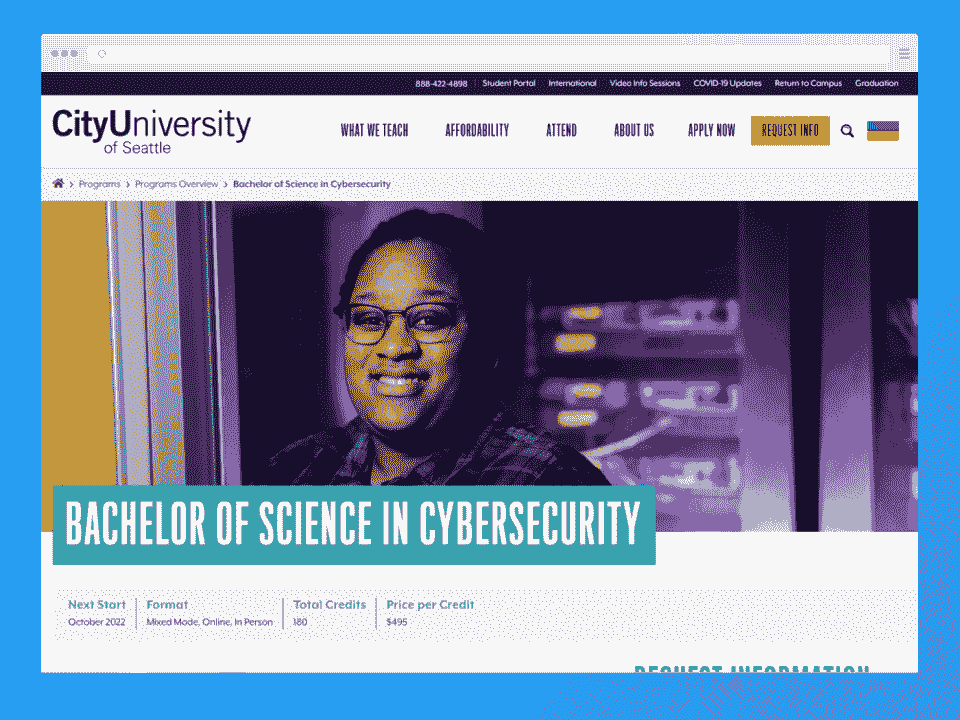 888-422-4898 Student Portal International Video Info Sessions COVID-19 Updates Return to Campus Graduation
CityUniversity
of Seattle
WHAT WE TEACH AFFORDABILITY ATTEND ABOUT US APPLY NOW REQUEST INFO
Programs Programs Overview Bachelor of Science in Cybersecurity
BACHELOR OF SCIENCE IN CYBERSECURITY
Next Start Format Total Credits Price per Credit
October 2022 Mixed Mode, Online, In Person 180 $495
REQUEST INFORMATION